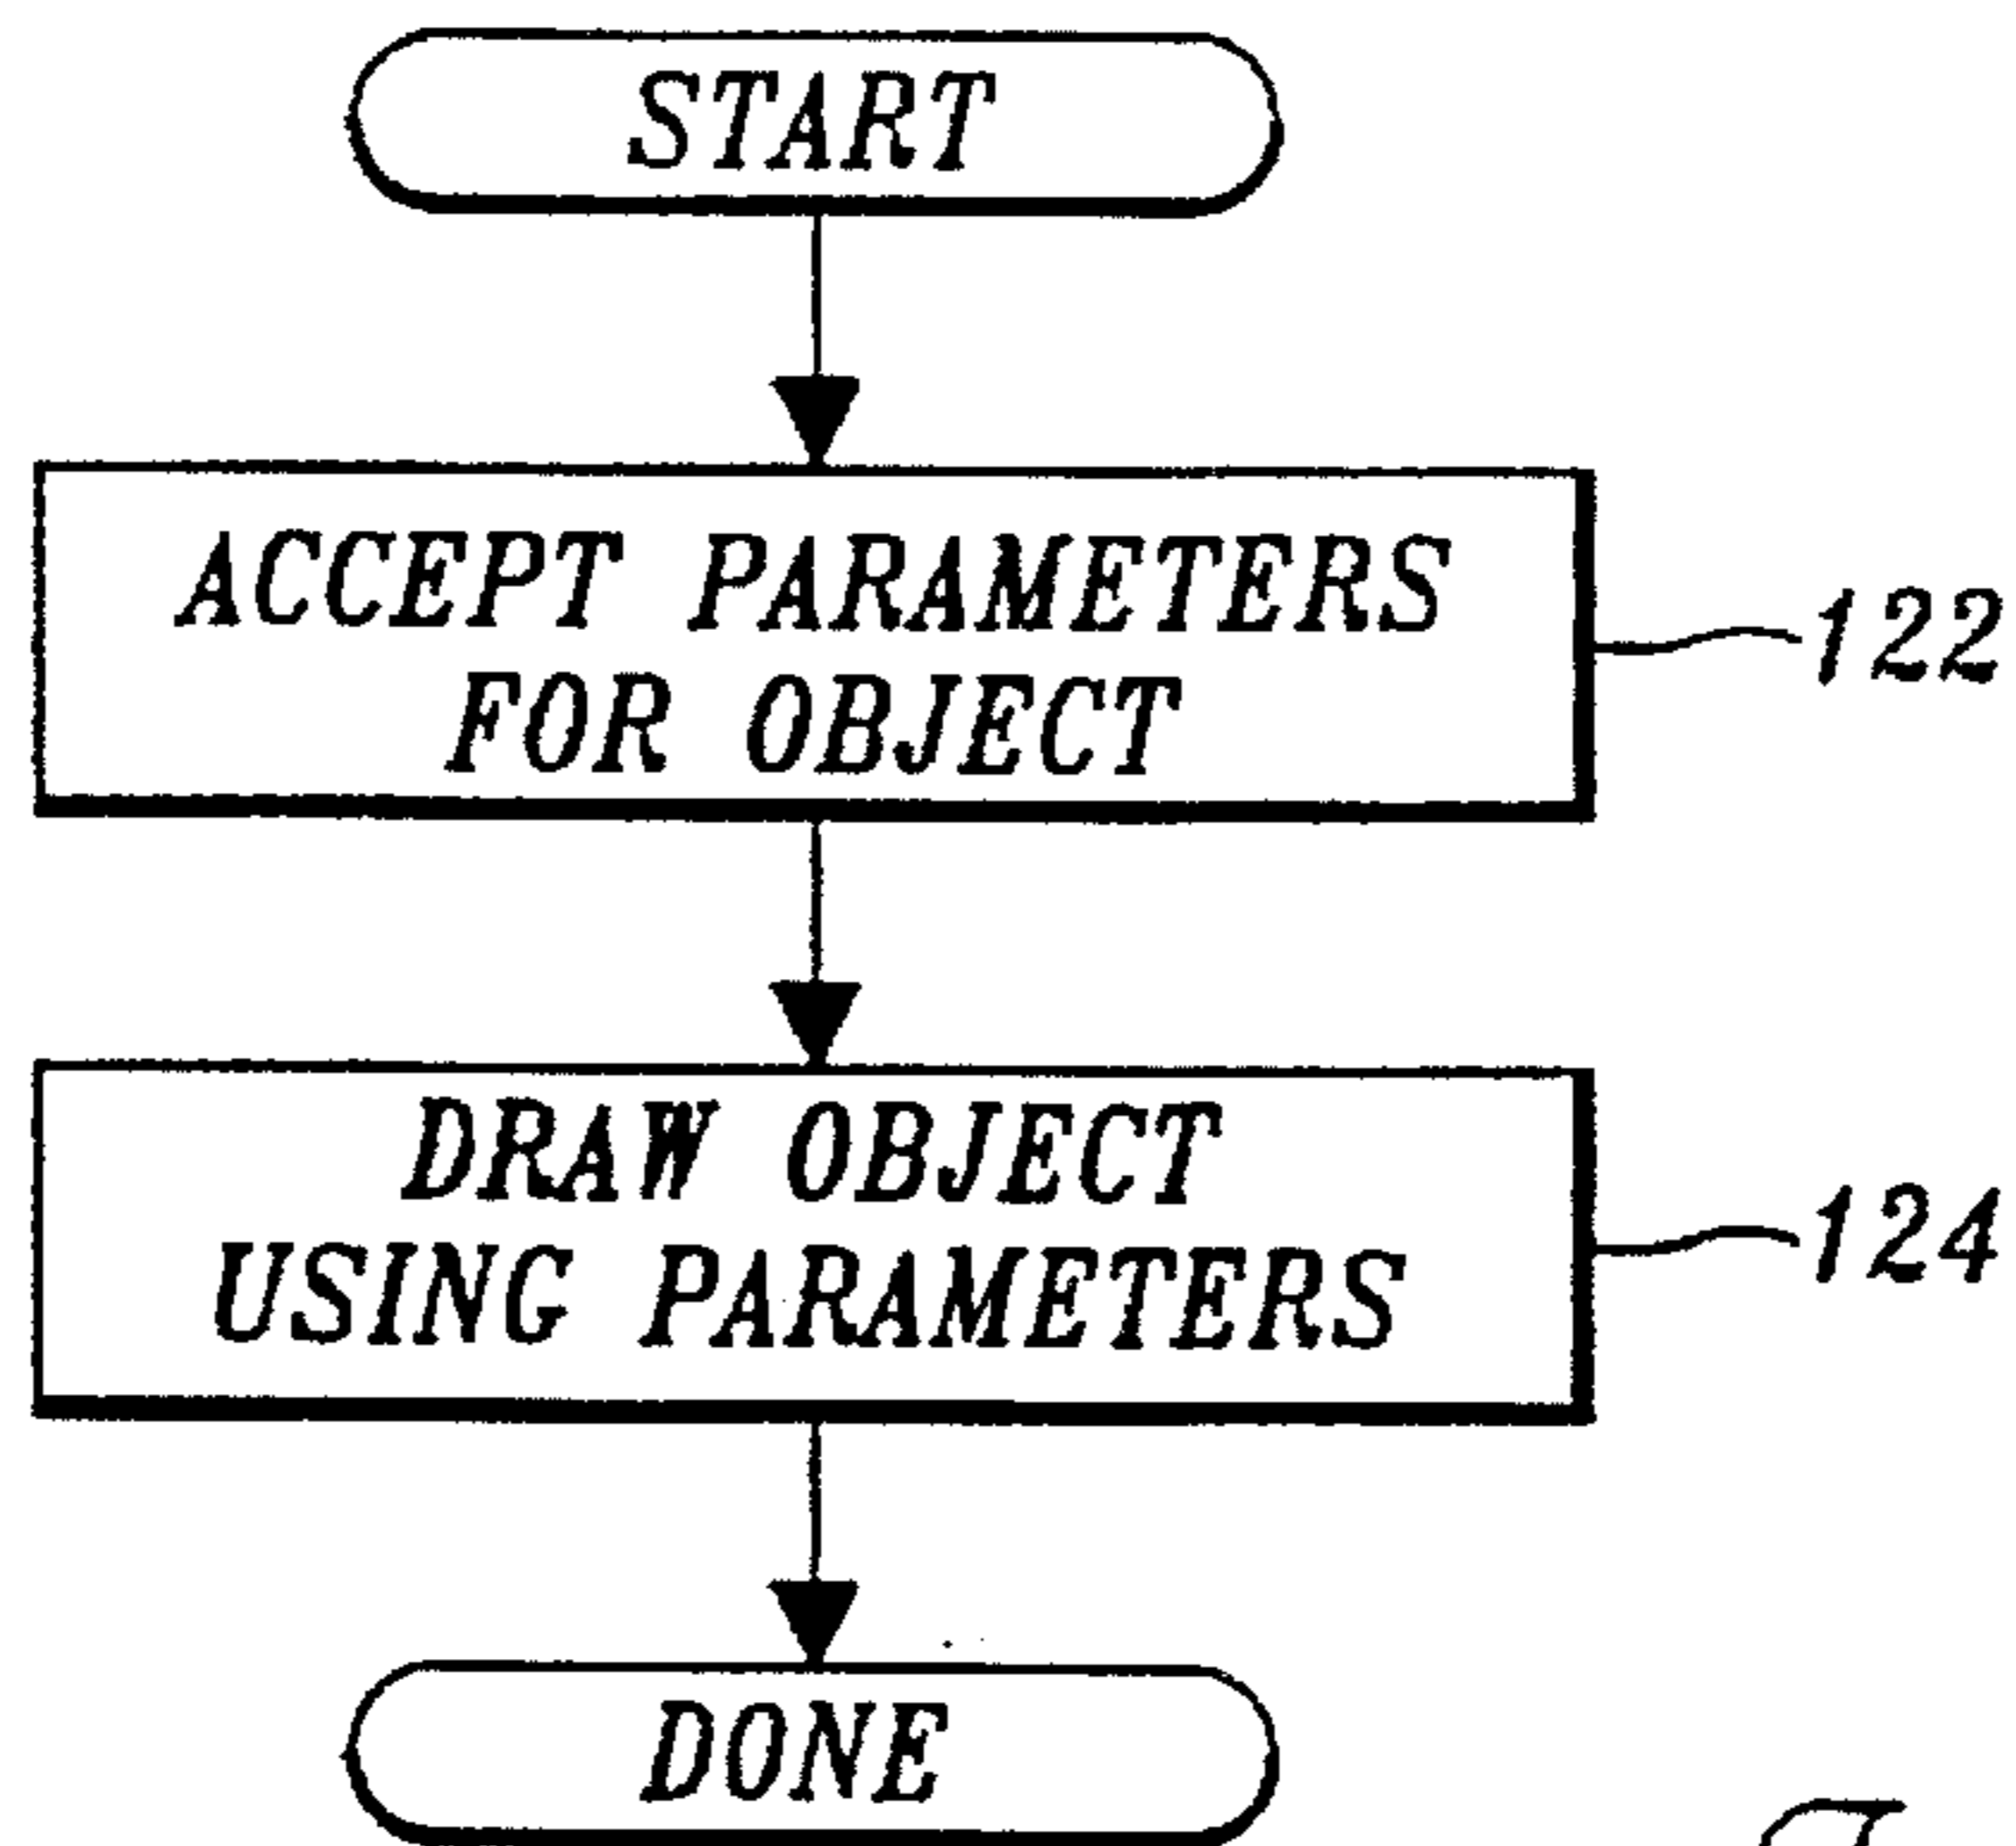 START
ACCEPT PARAMETERS
FOR OBJECT
122
DRAW OBJECT
USING PARAMETERS
124
DONE